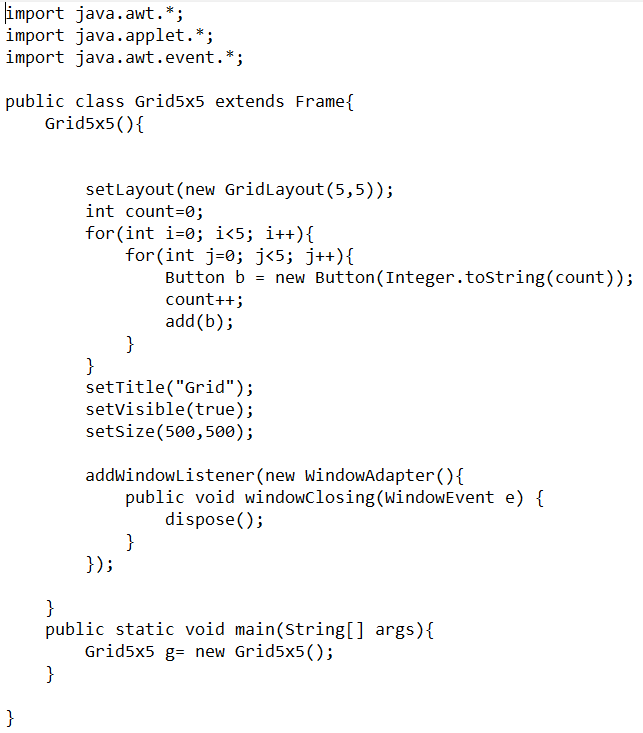 import java.awt.*;
import java.applet.*;
import java.awt.event.*;

public class Grid5x5 extends Frame{
    Grid5x5(){


        setLayout(new GridLayout(5,5));
        int count=0;
        for(int i=0; i<5; i++){
            for(int j=0; j<5; j++){
                Button b = new Button(Integer.toString(count));
                count++;
                add(b);
            }
        }
        setTitle("Grid");
        setVisible(true);
        setSize(500,500);

        addWindowListener(new WindowAdapter(){
            public void windowClosing(WindowEvent e) {
                dispose();
            }
        });

    }
    public static void main(String[] args){
        Grid5x5 g= new Grid5x5();
    }

}